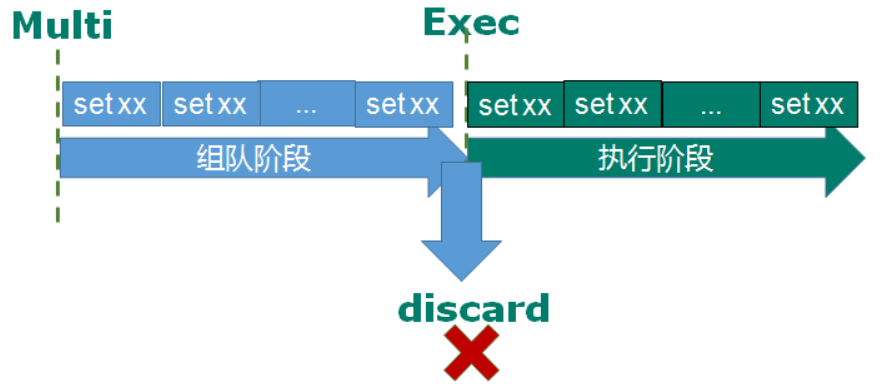 Multi Exec
set xx set xx ... set xx set xx set xx ... set xx
组队阶段 执行阶段
discard